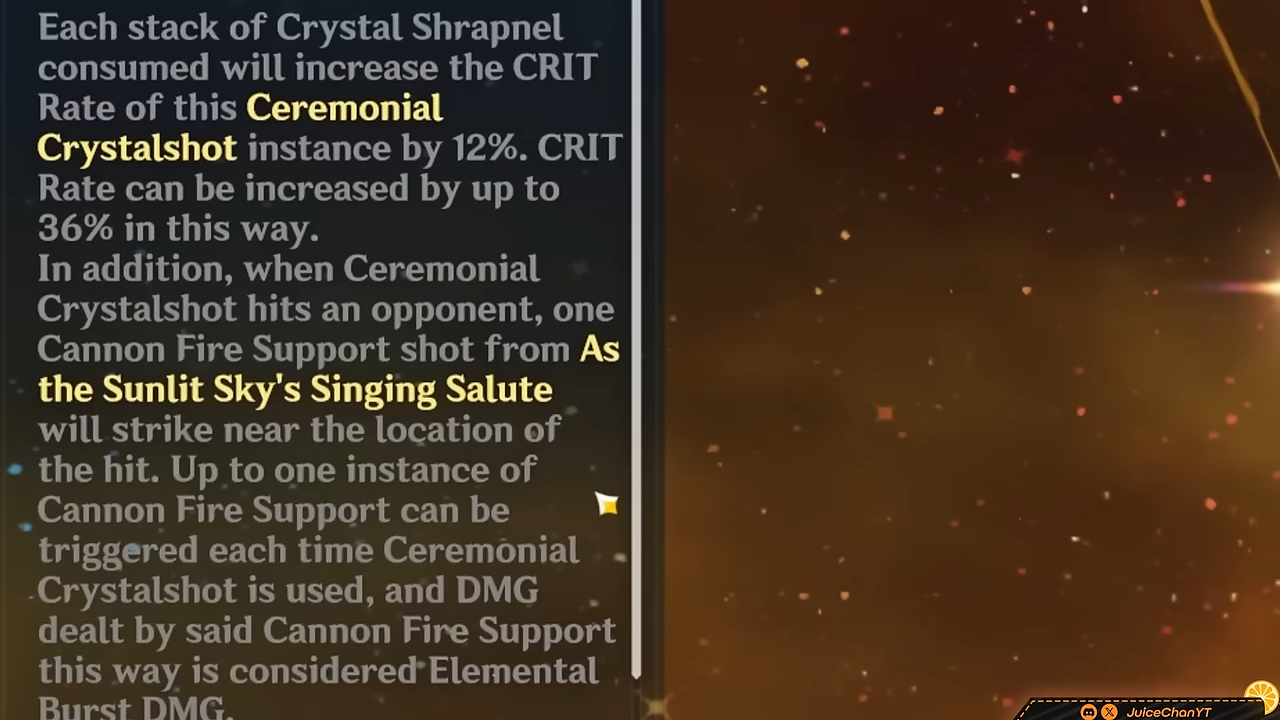 Each stack of Crystal Shrapnel
consumed will increase the CRIT
Rate of this Ceremonial
Crystalshot instance by 12%. CRIT
Rate can be increased by up to
36% in this way.
In addition, when Ceremonial
Crystalshot hits an opponent, one
Cannon Fire Support shot from As
the Sunlit Sky's Singing Salute
will strike near the location of
the hit. Up to one instance of
Cannon Fire Support can be
triggered each time Ceremonial
Crystalshot is used, and DMG
dealt by said Cannon Fire Support
this way is considered Elemental
Burst DMG.
JuiceChanYT